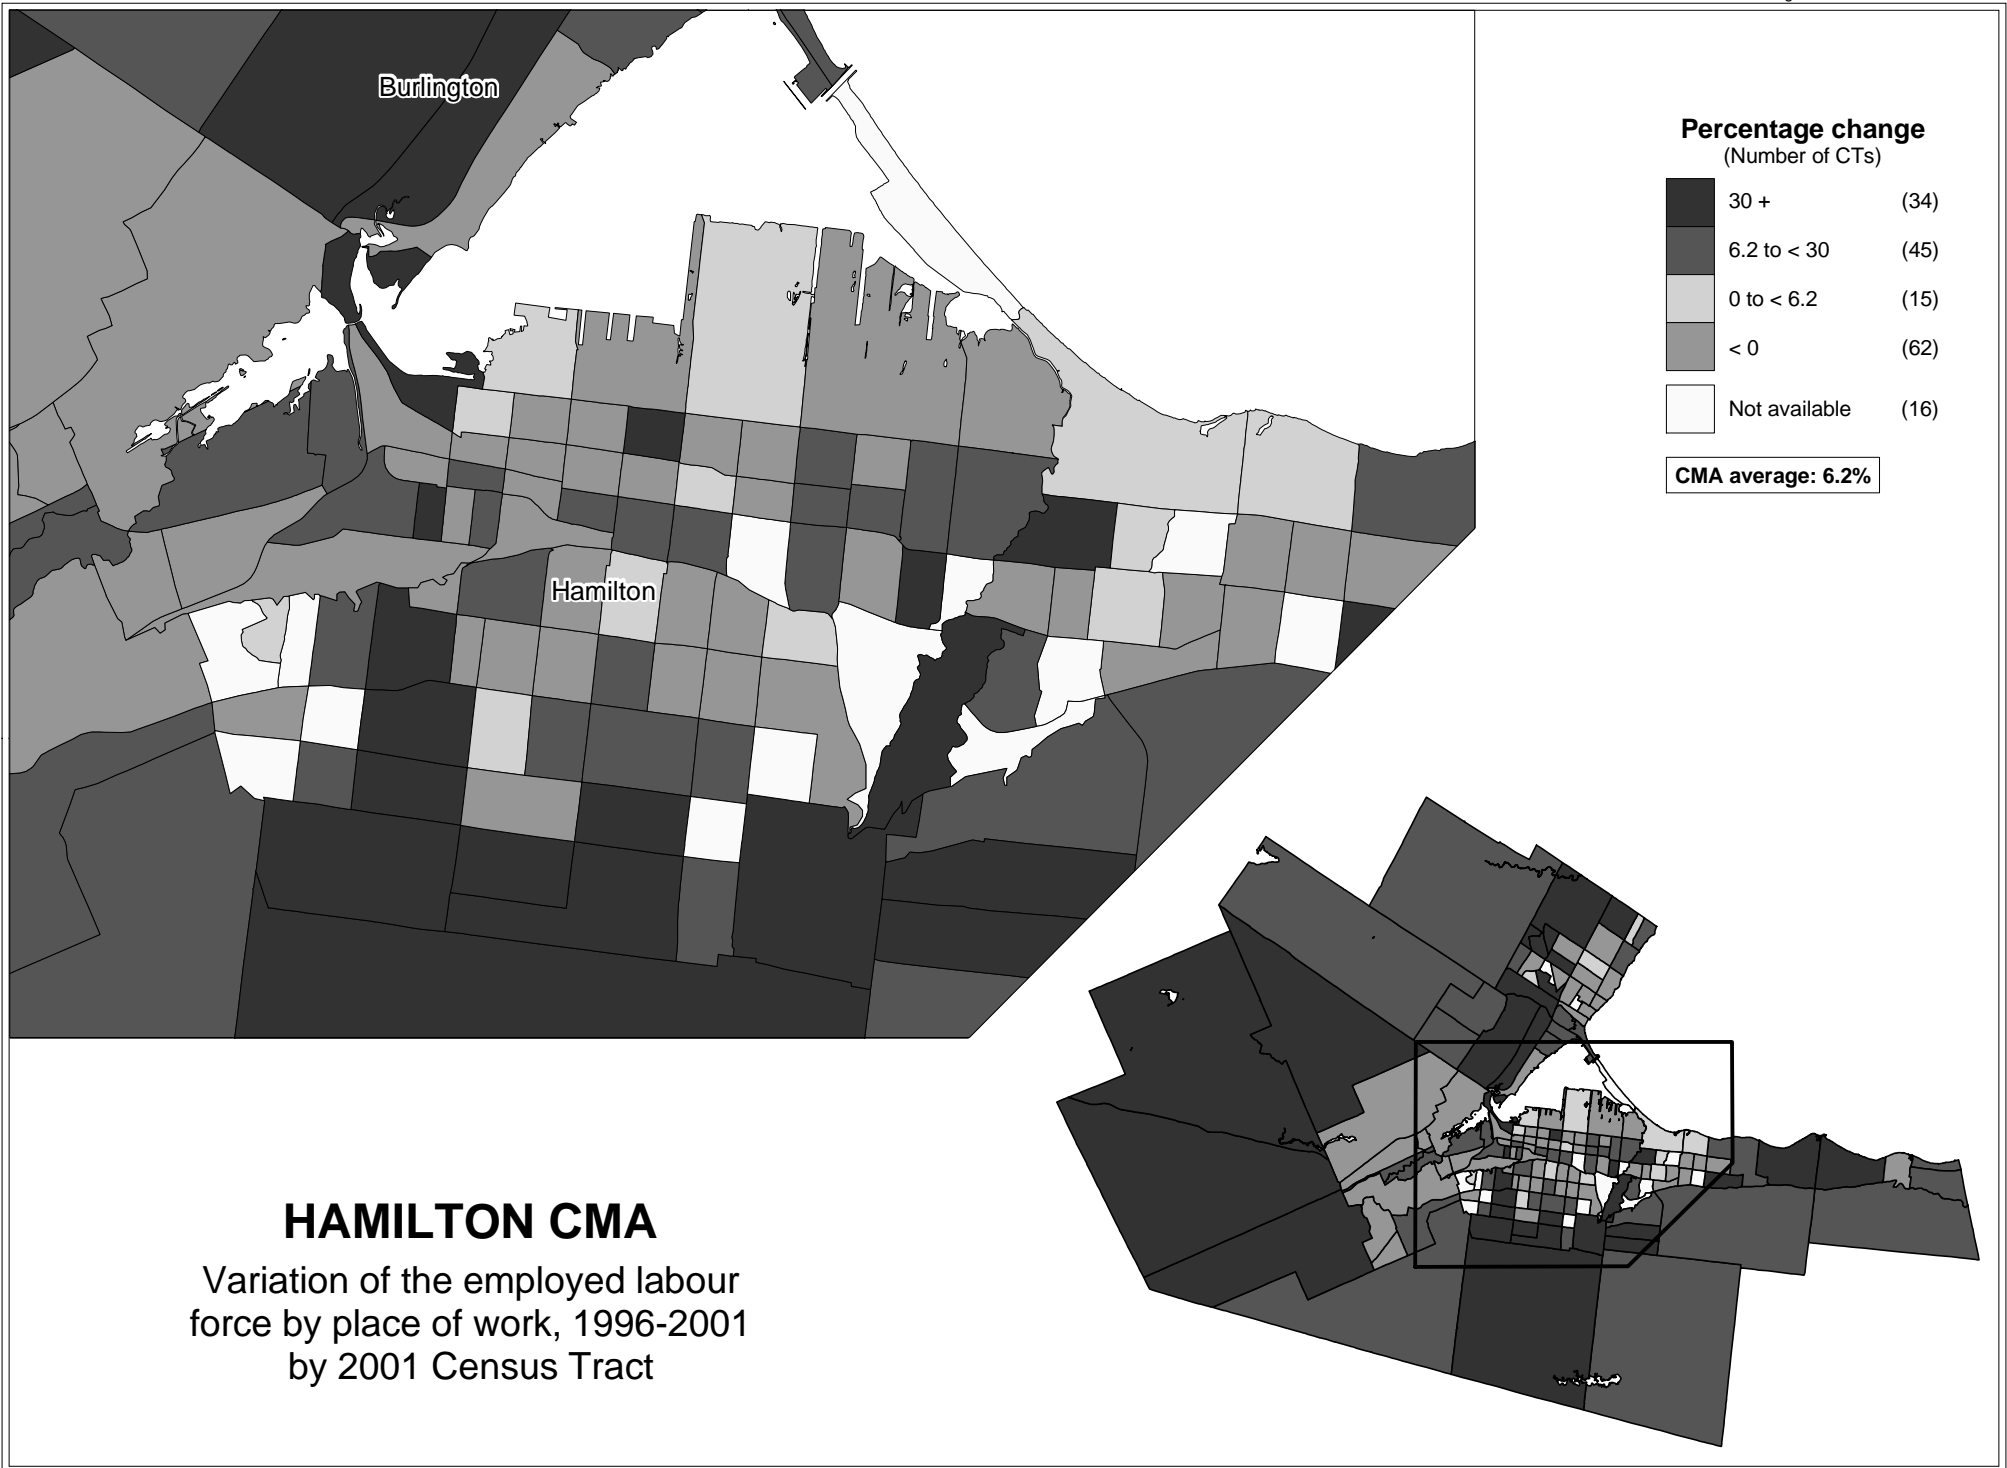 Burlington
Hamilton
Percentage change
(Number of CTs)
30 + (34)
6.2 to < 30 (45)
0 to < 6.2 (15)
< 0 (62)
Not available (16)
CMA average: 6.2%
HAMILTON CMA
Variation of the employed labour
force by place of work, 1996-2001
by 2001 Census Tract